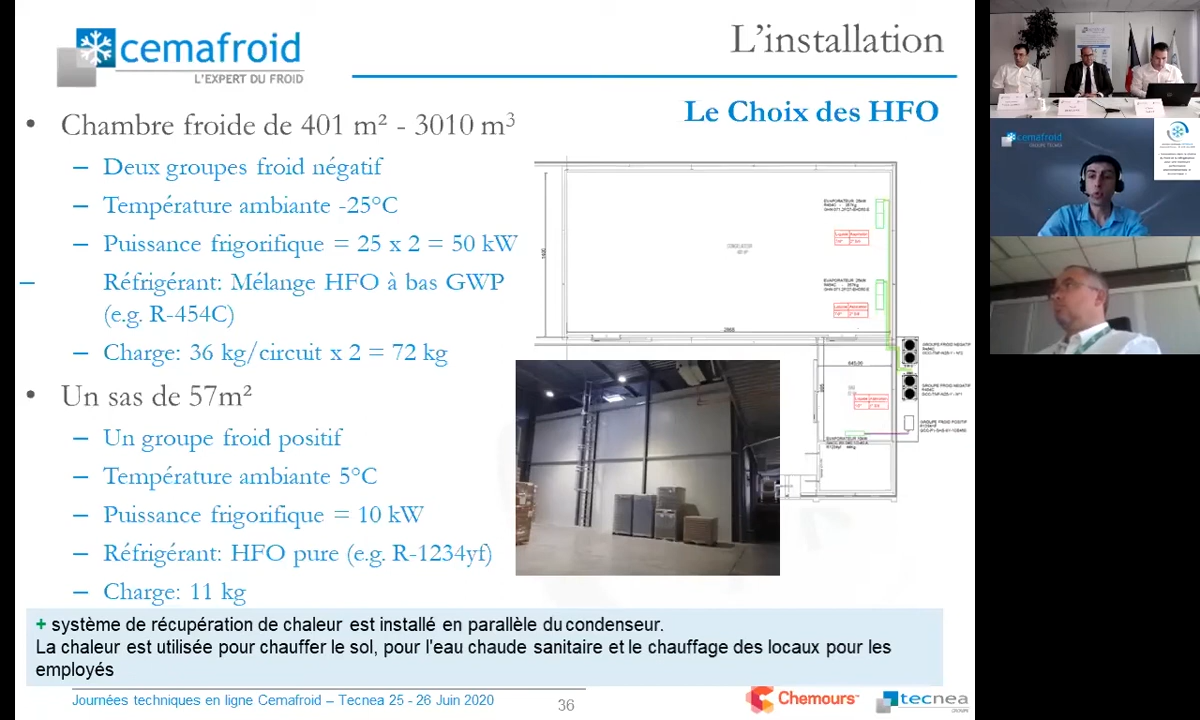 cemafroid
L'EXPERT DU FROID
L'installation
Le Choix des HFO
• Chambre froide de 401 m² - 3010 m³
– Deux groupes froid négatif
– Température ambiante -25°C
– Puissance frigorifique = 25 x 2 = 50 kW
– Réfrigérant: Mélange HFO à bas GWP
(e.g. R-454C)
– Charge: 36 kg/circuit x 2 = 72 kg
• Un sas de 57m²
– Un groupe froid positif
– Température ambiante 5°C
– Puissance frigorifique = 10 kW
– Réfrigérant: HFO pure (e.g. R-1234yf)
– Charge: 11 kg
+ système de récupération de chaleur est installé en parallèle du condenseur.
La chaleur est utilisée pour chauffer le sol, pour l'eau chaude sanitaire et le chauffage des locaux pour les
employés
Journées techniques en ligne Cemafroid – Tecnea 25 - 26 Juin 2020
36
Chemours™
tecnea
cemafroid